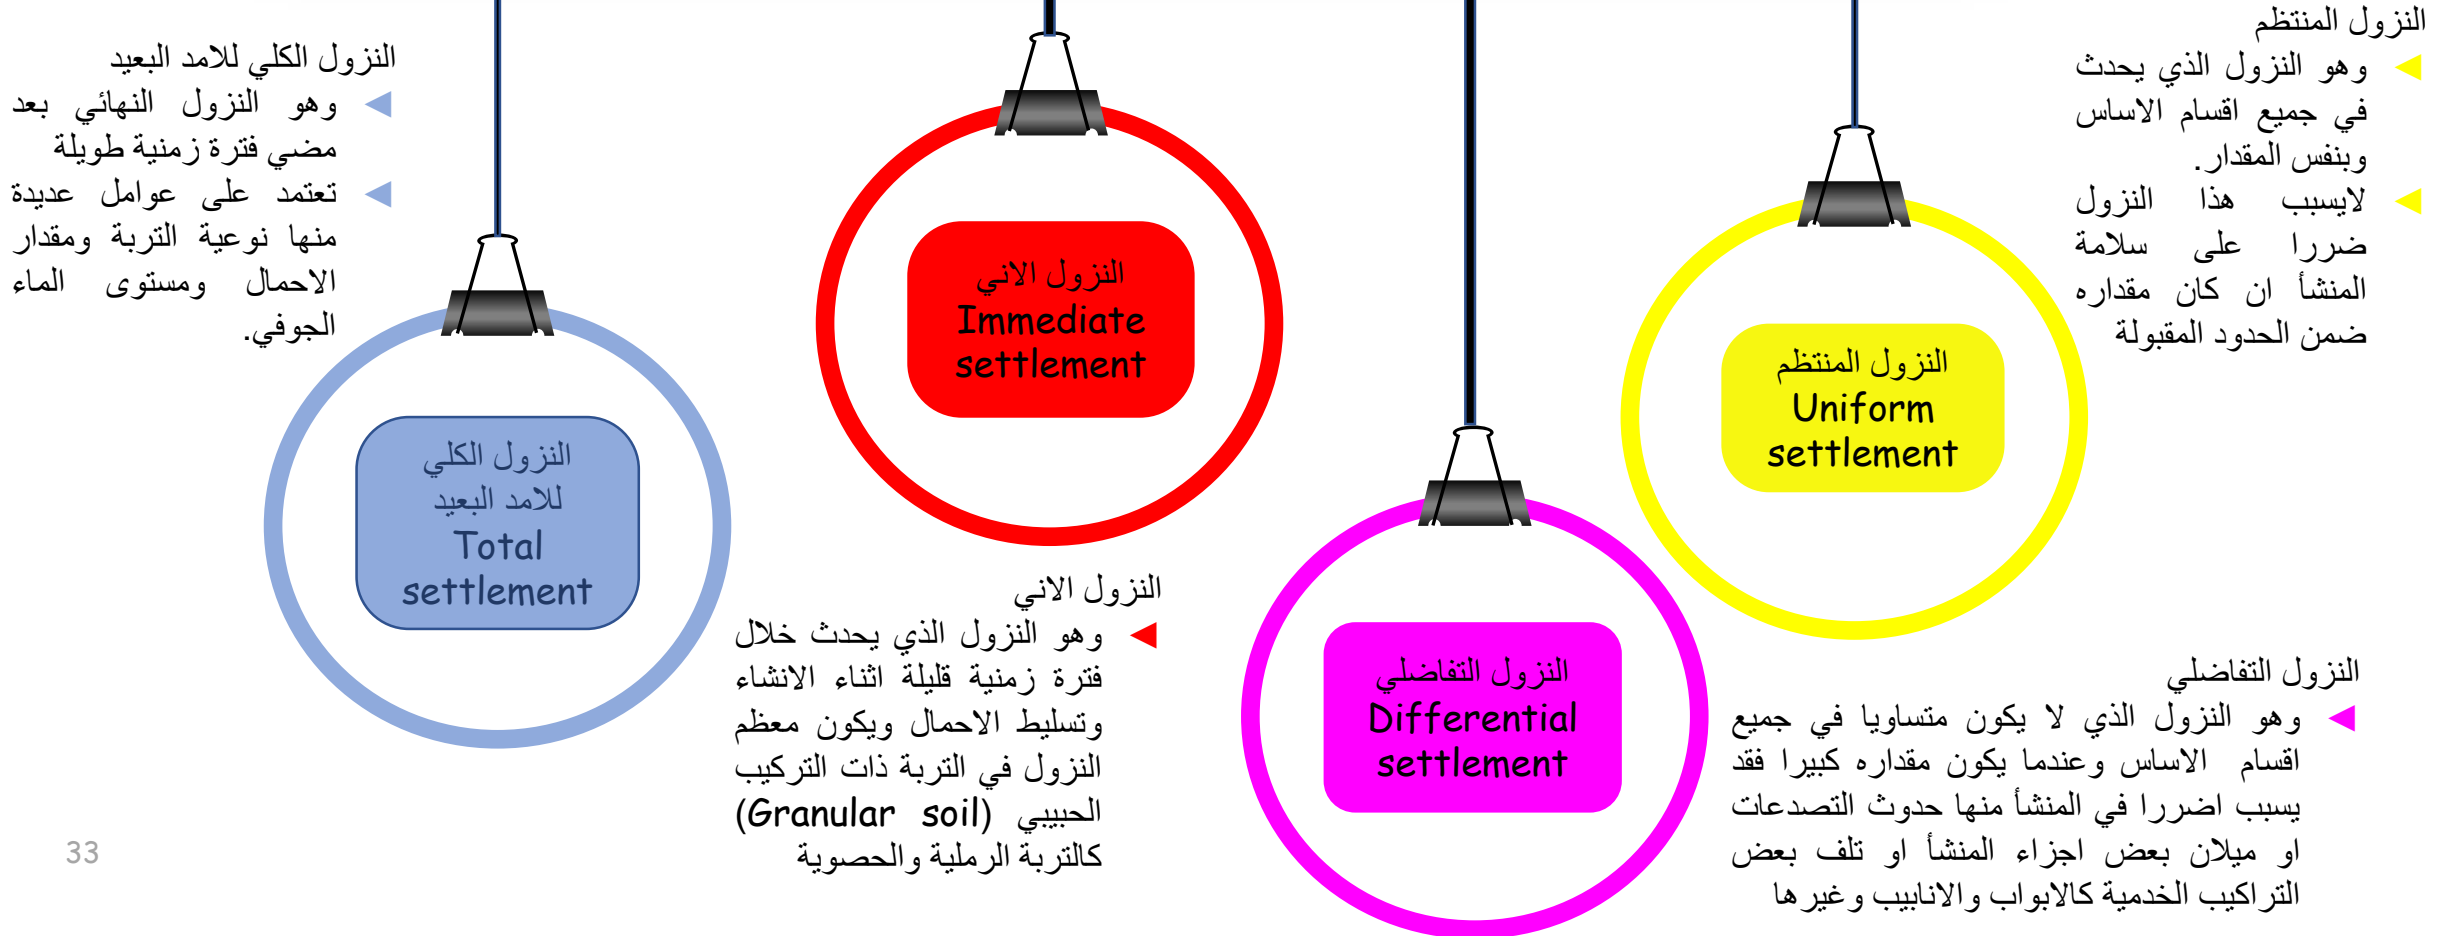 النزول المنتظم
وهو النزول الذي يحدث
في جميع اقسام الاساس
وبنفس المقدار.
لايسبب هذا النزول
ضررا على سلامة
المنشأ ان كان مقداره
ضمن الحدود المقبولة
النزول المنتظم
Uniform
settlement
النزول التفاضلي
Differential
settlement
النزول التفاضلي
وهو النزول الذي لا يكون متساويا في جميع
اقسام الاساس وعندما يكون مقداره كبيرا فقد
يسبب اضررا في المنشأ منها حدوث التصدعات
او ميلان بعض اجزاء المنشأ او تلف بعض
التراكيب الخدمية كالابواب والانابيب وغيرها
النزول الاني
Immediate
settlement
النزول الاني
وهو النزول الذي يحدث خلال
فترة زمنية قليلة اثناء الانشاء
وتسليط الاحمال ويكون معظم
النزول في التربة ذات التركيب
الحبيبي (Granular soil)
كالتربة الرملية والحصوية
النزول الكلي للامد البعيد
وهو النزول النهائي بعد
مضي فترة زمنية طويلة
تعتمد على عوامل عديدة
منها نوعية التربة ومقدار
الاحمال ومستوى الماء
الجوفي.
النزول الكلي
للامد البعيد
Total
settlement
33